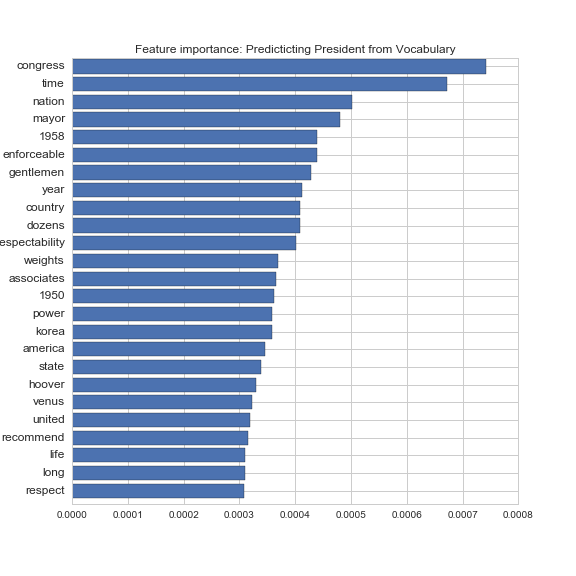 Feature importance: Predicticting President from Vocabulary
congress
time
nation
mayor
1958
enforceable
gentlemen
year
country
dozens
espectability
weights
associates
1950
power
korea
america
state
hoover
venus
united
recommend
life
long
respect
0.0000 0.0001 0.0002 0.0003 0.0004 0.0005 0.0006 0.0007 0.0008